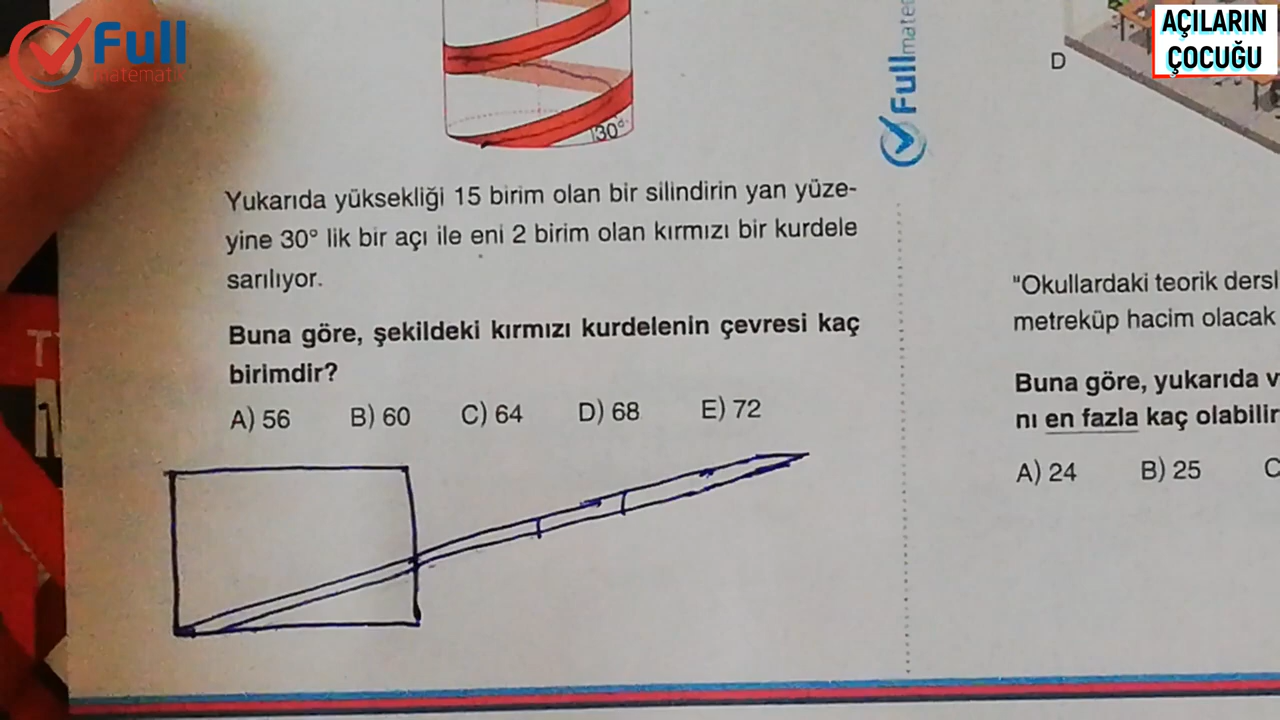 Full
matematik
AÇILARIN
ÇOCUĞU
30°
Yukarıda yüksekliği 15 birim olan bir silindirin yan yüze-
yine 30° lik bir açı ile eni 2 birim olan kırmızı bir kurdele
sarılıyor.
Buna göre, şekildeki kırmızı kurdelenin çevresi kaç
birimdir?
A) 56 B) 60 C) 64 D) 68 E) 72
Full
D
"Okullardaki teorik
metreküp hacim olacak
Buna göre, yukarıda
nı en fazla kaç olabilir
A) 24 B) 25 C